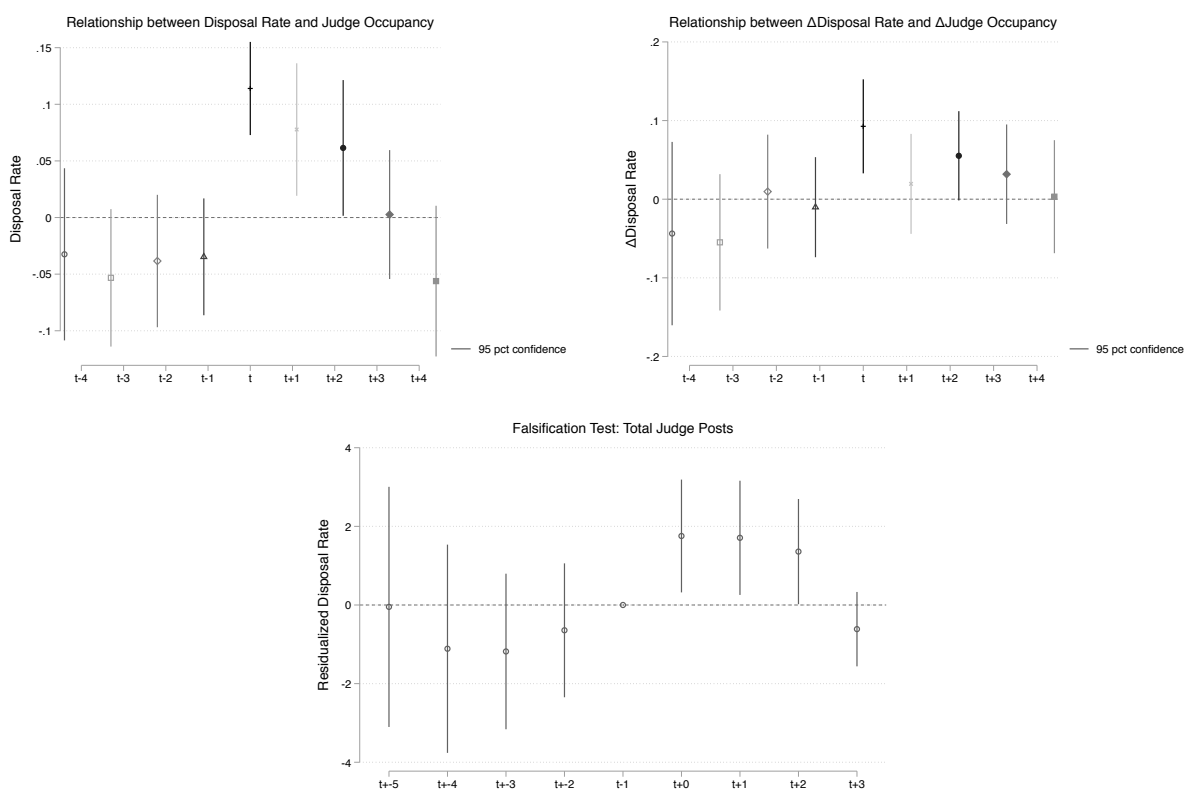 Relationship between Disposal Rate and Judge Occupancy
Disposal Rate
.15
.1
.05
0
-.05
-.1
t-4 t-3 t-2 t-1 t t+1 t+2 t+3 t+4
95 pct confidence
Relationship between ΔDisposal Rate and ΔJudge Occupancy
ΔDisposal Rate
.2
.1
0
-.1
-.2
t-4 t-3 t-2 t-1 t t+1 t+2 t+3 t+4
95 pct confidence
Falsification Test: Total Judge Posts
Residualized Disposal Rate
4
2
0
-2
-4
t+-5 t+-4 t+-3 t+-2 t-1 t+0 t+1 t+2 t+3